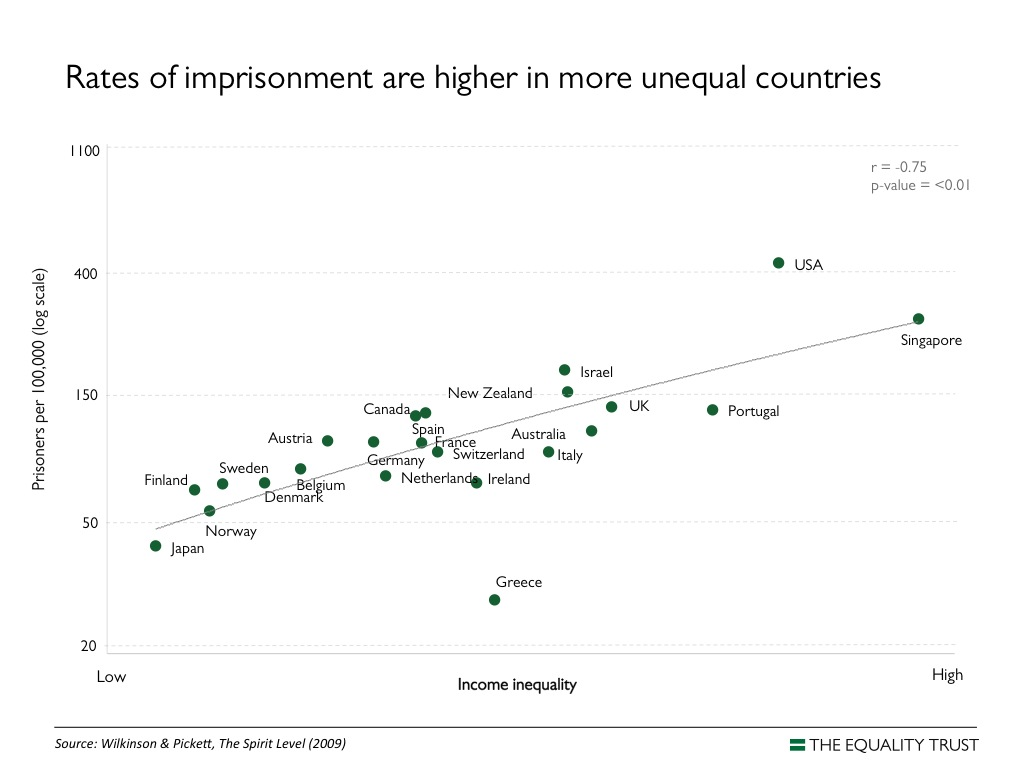 Rates of imprisonment are higher in more unequal countries
1100
r = -0.75
p-value = <0.01
400
USA
Singapore
Prisoners per 100,000 (log scale)
Israel
150
New Zealand
Canada
UK
Portugal
Spain
Austria
Australia
France
Switzerland
Italy
Germany
Sweden
Finland
Netherlands
Ireland
Belgium
Denmark
50
Norway
Japan
Greece
20
Low
High
Income inequality
Source: Wilkinson & Pickett, The Spirit Level (2009)
THE EQUALITY TRUST